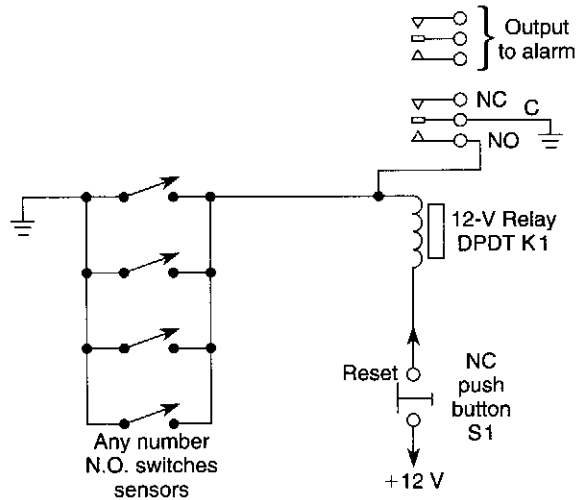 Output
to alarm
NC
C
NO
12-V Relay
DPDT K1
Reset
NC
push
button
S1
+12 V
Any number
N.O. switches
sensors